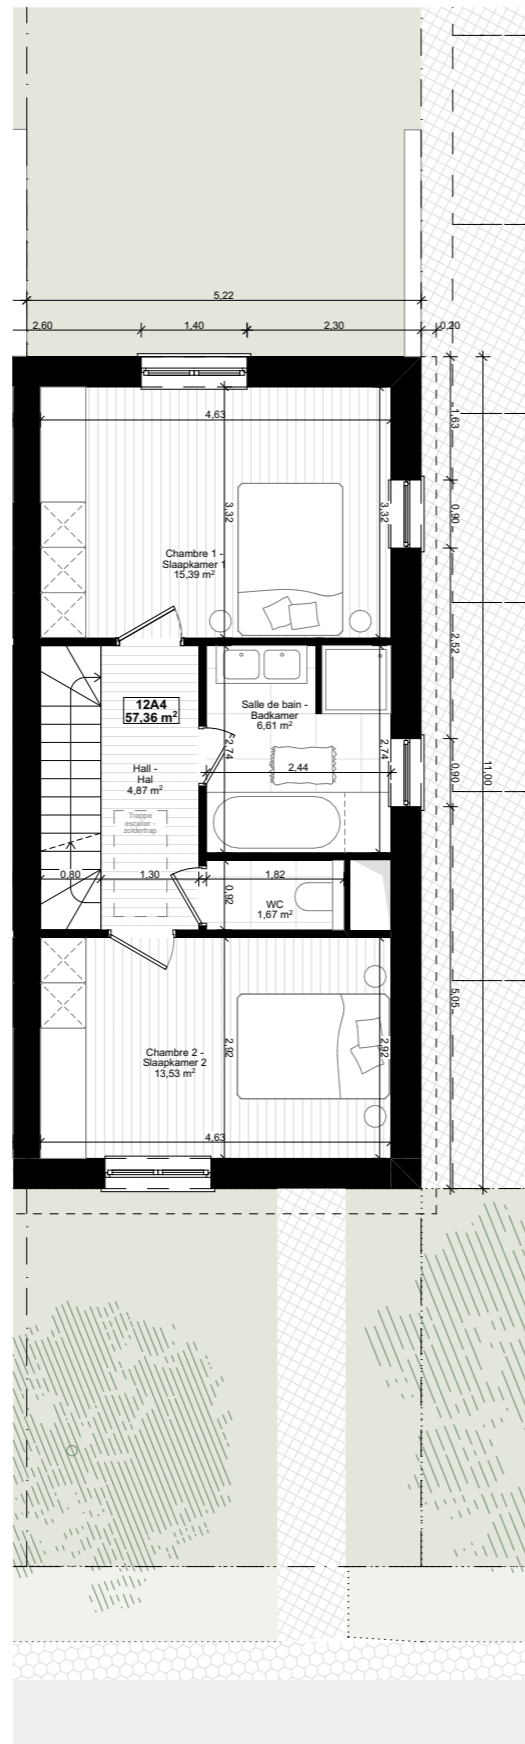 5,22
2,60
1,40
2,30
0,20
4,63
1,63
3,32
3,32
0,90
Chambre 1 -
Slaapkamer 1
15,39 m²
2,52
12A4
57,36 m²
Salle de bain -
Badkamer
6,61 m²
Hall -
Hal
4,87 m²
2,74
2,44
2,74
0,90
11,00
Trappe
escalier -
zoldertrap
0,80
1,30
0,92
1,82
WC
1,67 m²
5,05
Chambre 2 -
Slaapkamer 2
13,53 m²
2,92
2,92
4,63